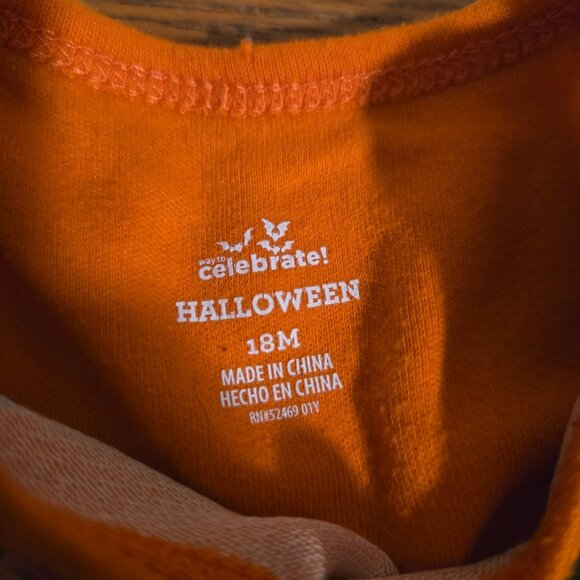 way to
celebrate!
HALLOWEEN
18M
MADE IN CHINA
HECHO EN CHINA
RN#52469 01Y